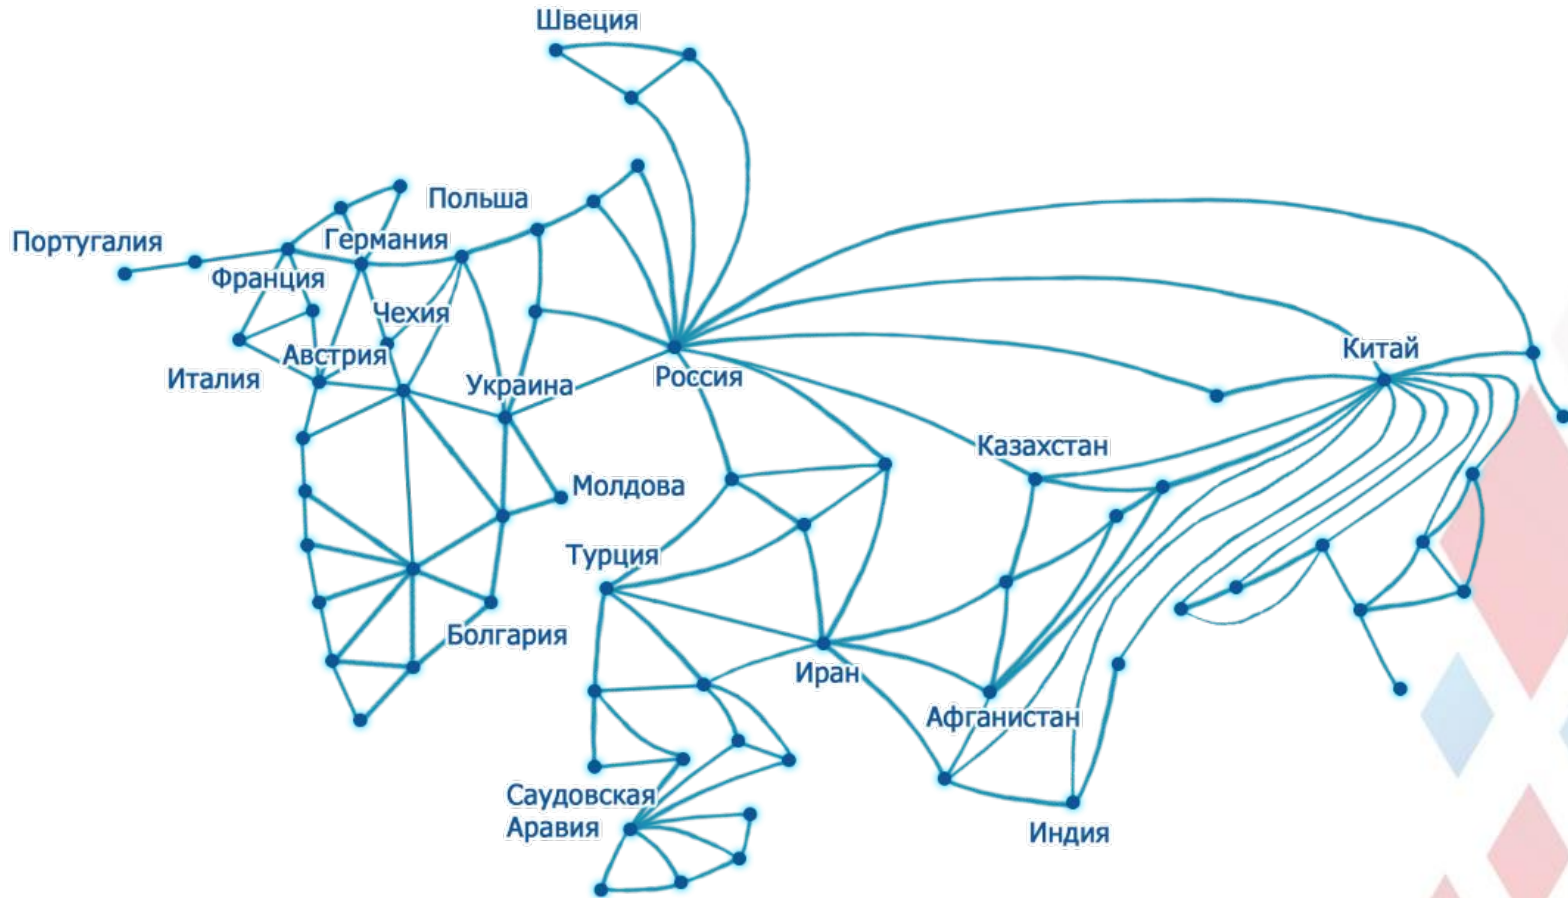 Швеция
Польша
Португалия
Германия
Франция
Чехия
Китай
Австрия
Италия
Украина
Россия
Казахстан
Молдова
Турция
Болгария
Иран
Афганистан
Саудовская
Аравия
Индия